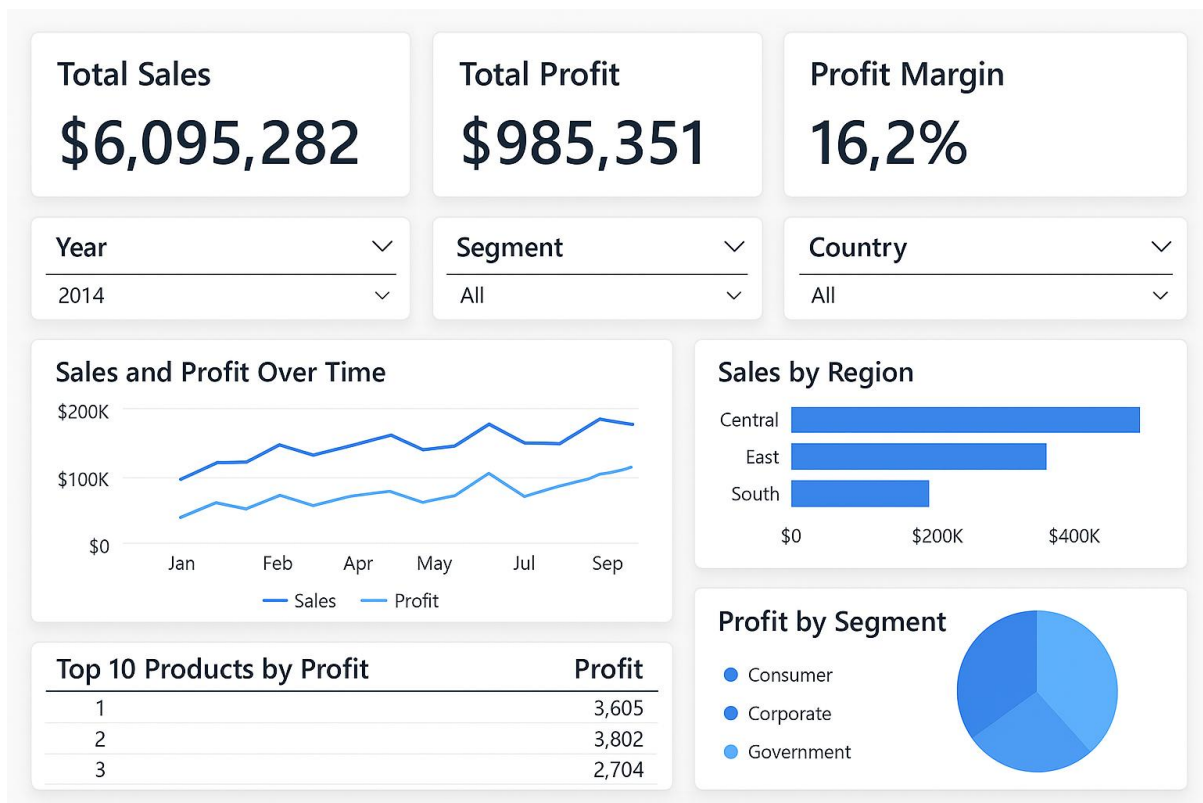 Total Sales
$6,095,282
Total Profit
$985,351
Profit Margin
16,2%
Year
2014
Segment
All
Country
All
Sales and Profit Over Time
$200K
$100K
$0
Jan Feb Apr May Jul Sep
Sales Profit
Sales by Region
Central
East
South
$0 $200K $400K
Top 10 Products by Profit Profit
1 3,605
2 3,802
3 2,704
Profit by Segment
Consumer
Corporate
Government